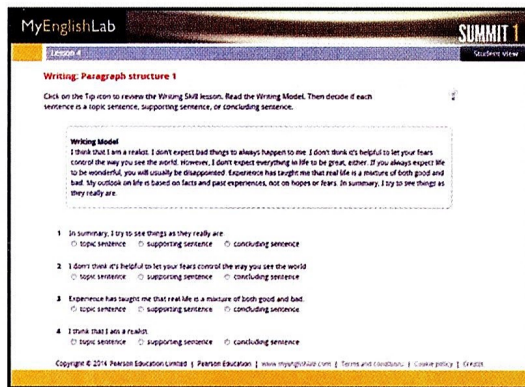 MyEnglishLab
SUMMIT 1
Lesson 4
Student view
Writing: Paragraph structure 1
Click on the Tip icon to review the Writing Skill lesson. Read the Writing Model. Then decide if each
sentence is a topic sentence, supporting sentence, or concluding sentence.
Writing Model
I think that I am a realist. I don't expect bad things to always happen to me. I don't think it's helpful to let your fears
control the way you see the world. However, I don't expect everything in life to be great, either. If you always expect life
to be wonderful, you will usually be disappointed. Experience has taught me that real life is a mixture of both good and
bad. My outlook on life is based on facts and past experiences, not on hopes or fears. In summary, I try to see things as
they really are.
1 In summary, I try to see things as they really are
topic sentence supporting sentence concluding sentence
2 I don't think it's helpful to let your fears control the way you see the world
topic sentence supporting sentence concluding sentence
3 Experience has taught me that real life is a mixture of both good and bad.
topic sentence supporting sentence concluding sentence
4 I think that I am a realist
topic sentence supporting sentence concluding sentence
Copyright © 2014 Pearson Education Limited | Pearson Education | www.myenglishlab.com | Terms and conditions | Cookie policy | Credits